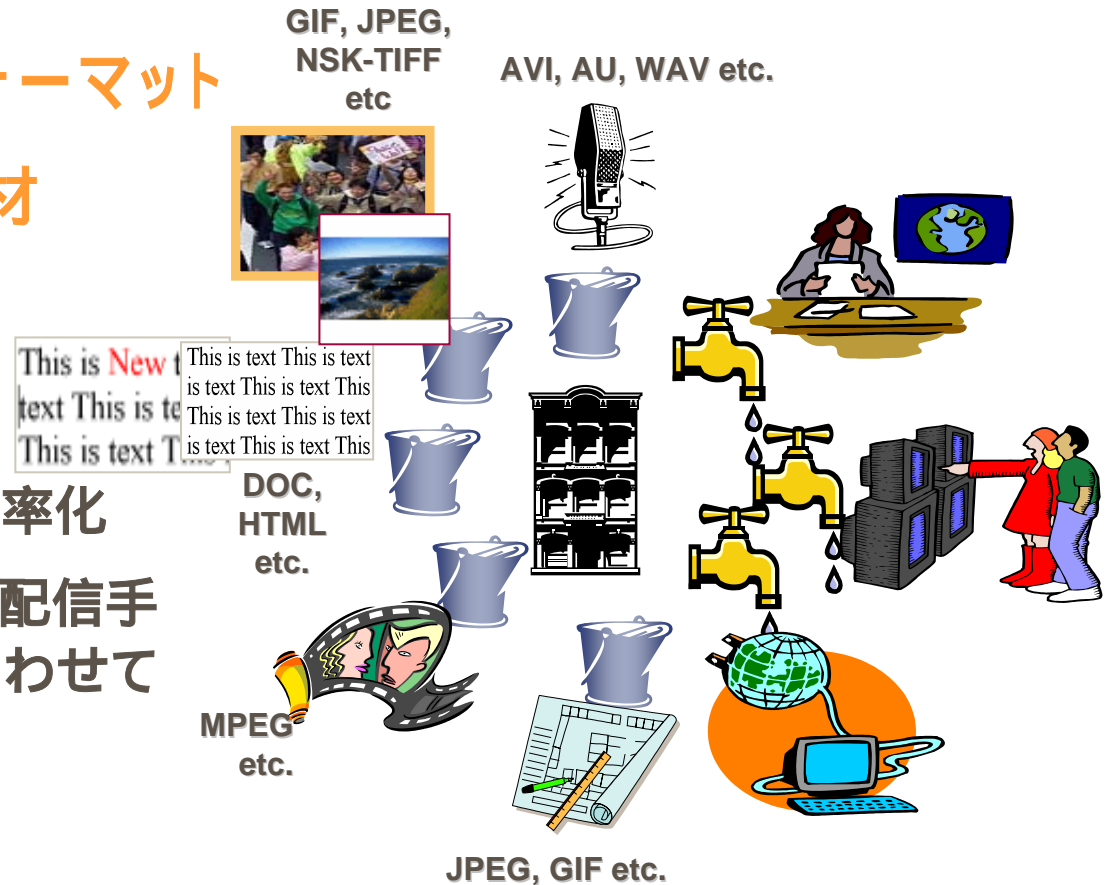 GIF, JPEG,
NSK-TIFF
etc
AVI, AU, WAV etc.
ーマット
This is New t
text This is te
This is text
This is text This is text
is text This is text This
This is text This is text
is text This is text This
DOC,
HTML
etc.
率化
配信手
わせて
MPEG
etc.
JPEG, GIF etc.